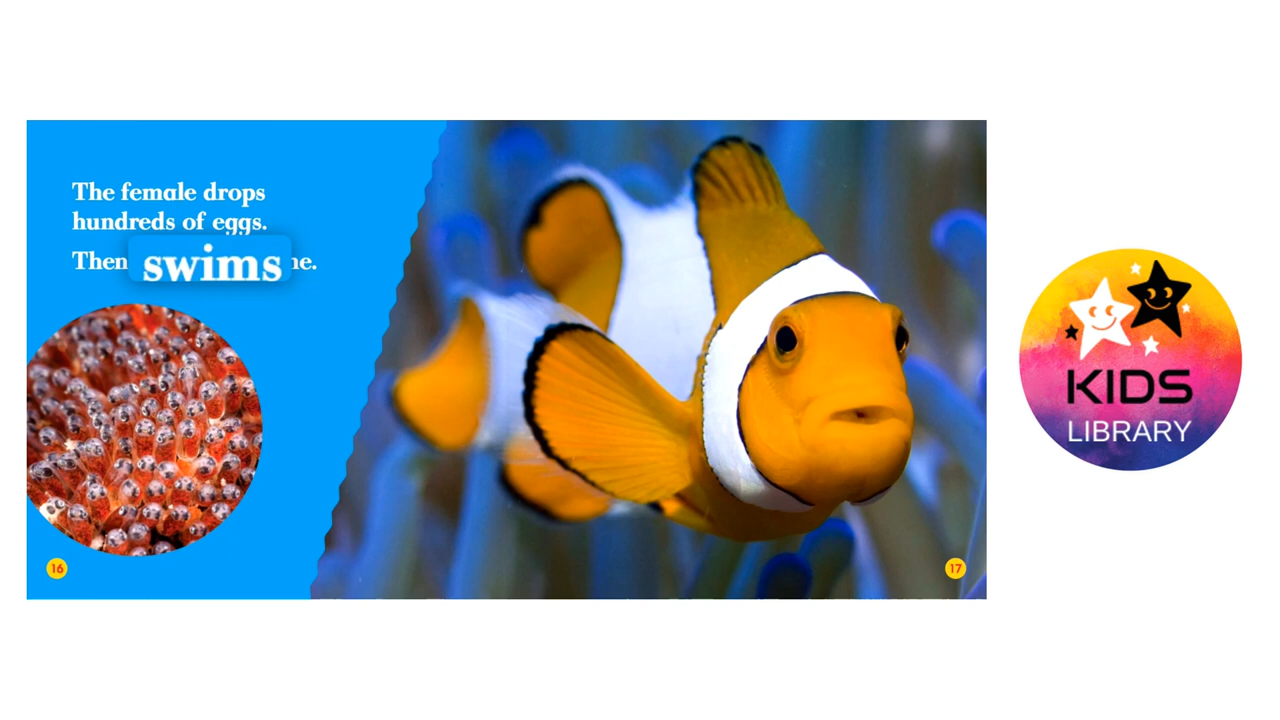 The female drops
hundreds of eggs.
Then swims
16
17
KIDS
LIBRARY